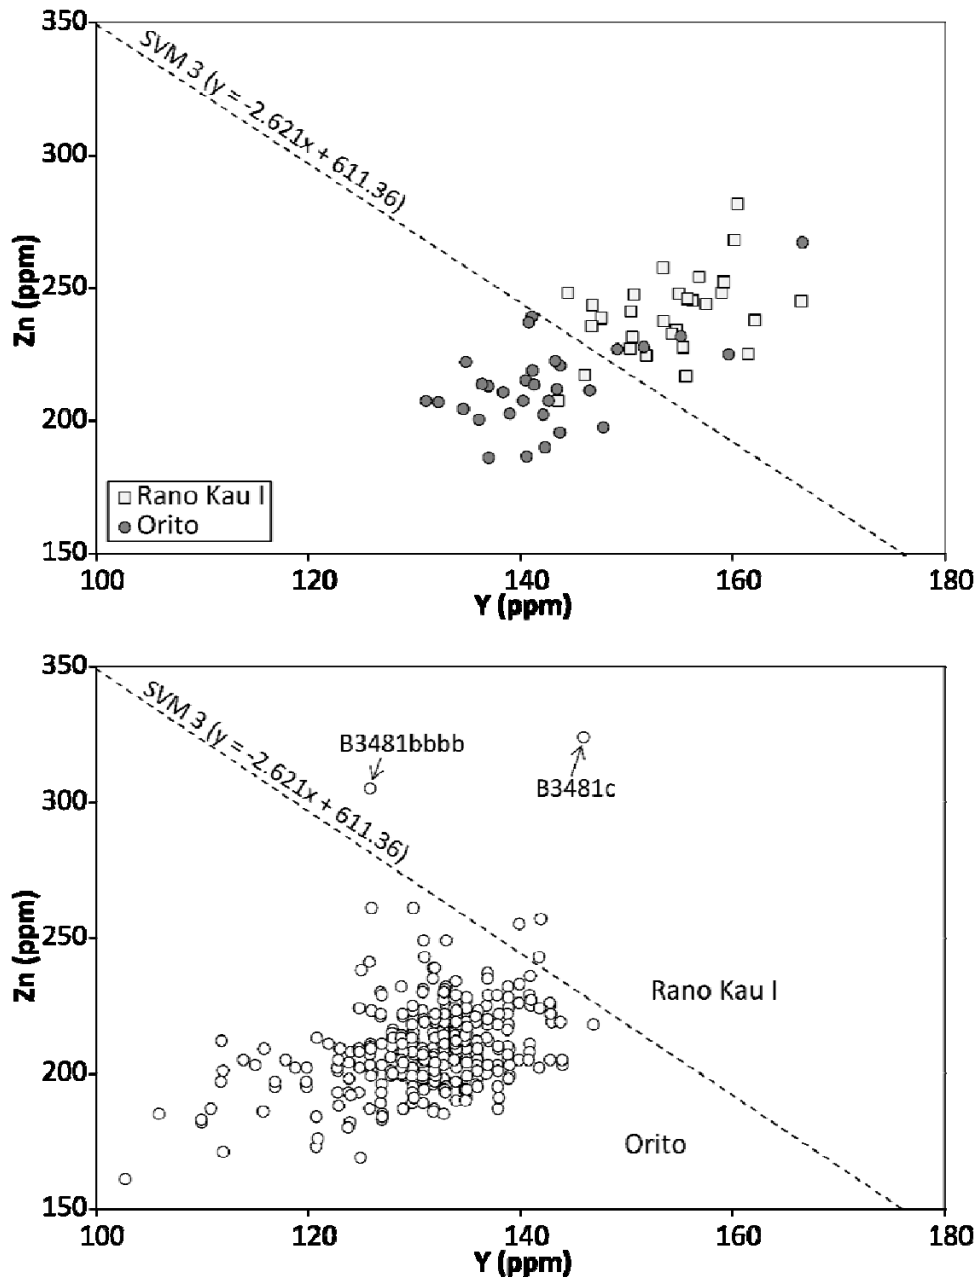 350
SVM 3 (y = -2.621x + 611.36)
300
250
Zn (ppm)
200
Rano Kau I
Orito
150
100 120 140 160 180
Y (ppm)
350
SVM 3 (y = -2.621x + 611.36)
B3481bbbb
B3481c
300
250
Zn (ppm)
Rano Kau I
200
Orito
150
100 120 140 160 180
Y (ppm)